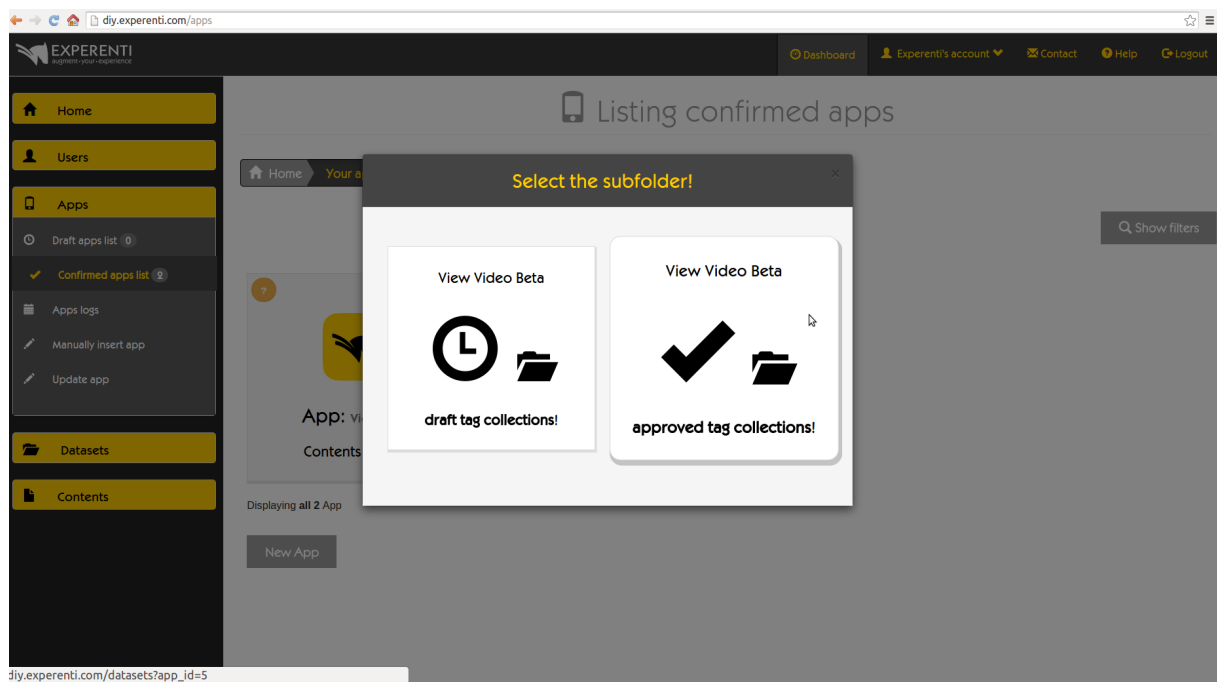 diy.experenti.com/apps
EXPERENTI
augment·your·experience
Dashboard
Experenti's account
Contact
Help
Logout
Home
Users
Apps
Draft apps list 0
Confirmed apps list 2
Apps logs
Manually insert app
Update app
Datasets
Contents
Listing confirmed apps
Home
Your a
Show filters
Select the subfolder!
×
View Video Beta
draft tag collections!
View Video Beta
approved tag collections!
?
App: Vi
Contents
Displaying all 2 App
New App
diy.experenti.com/datasets?app_id=5